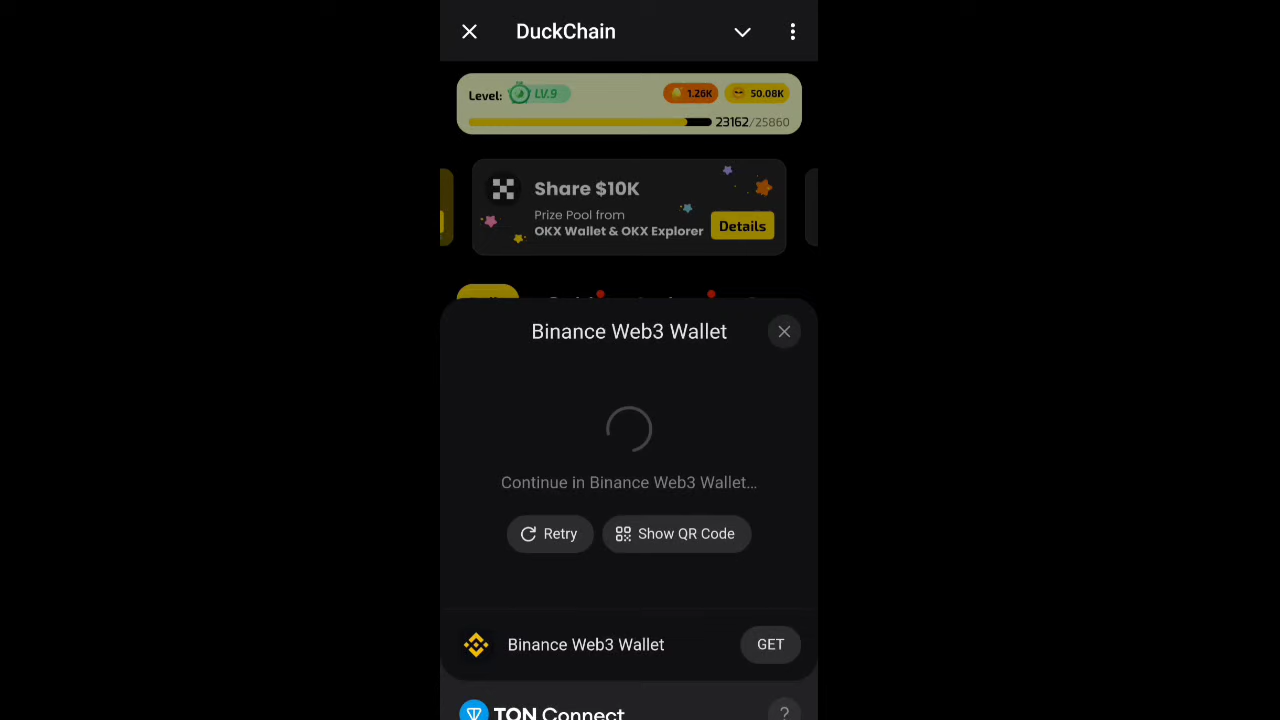 DuckChain
Level: LV.9 1.26K 50.08K
23162/25860
Share $10K
Prize Pool from
OKX Wallet & OKX Explorer
Details
Binance Web3 Wallet
Continue in Binance Web3 Wallet...
Retry Show QR Code
Binance Web3 Wallet GET
TON Connect ?